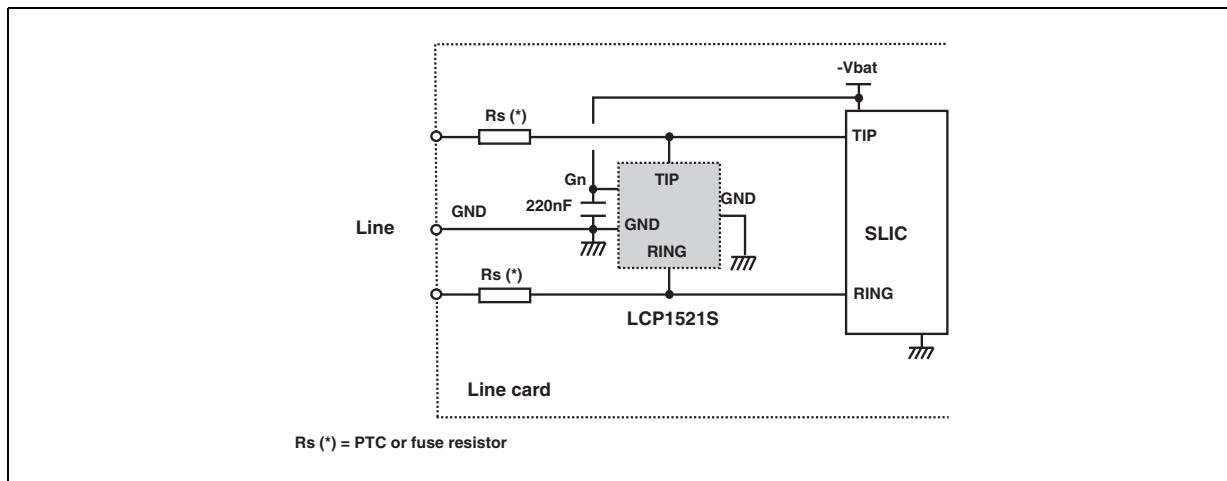 -Vbat
Rs (*)
TIP
Gn
TIP
GND
220nF
GND
Line
GND
SLIC
RING
Rs (*)
RING
LCP1521S
Line card
Rs (*) = PTC or fuse resistor